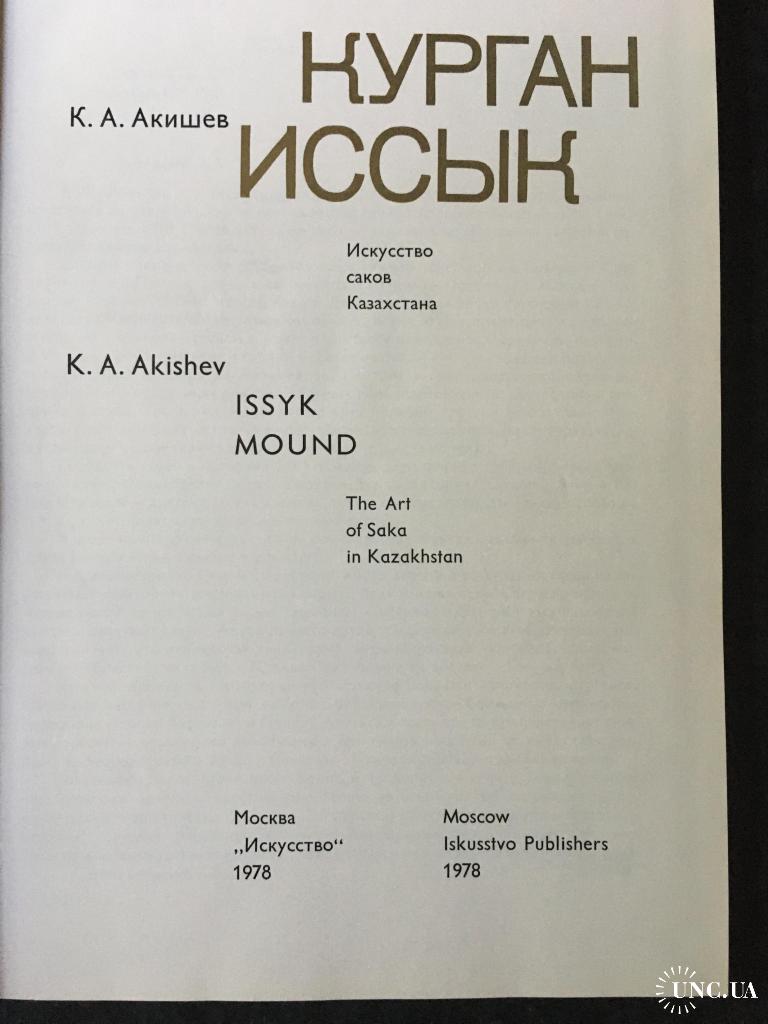 КУРГАН
К. А. Акишев
ИССЫК
Искусство
саков
Казахстана
K. A. Akishev
ISSYK
MOUND
The Art
of Saka
in Kazakhstan
Москва
„Искусство“
1978
Moscow
Iskusstvo Publishers
1978
UNC.UA